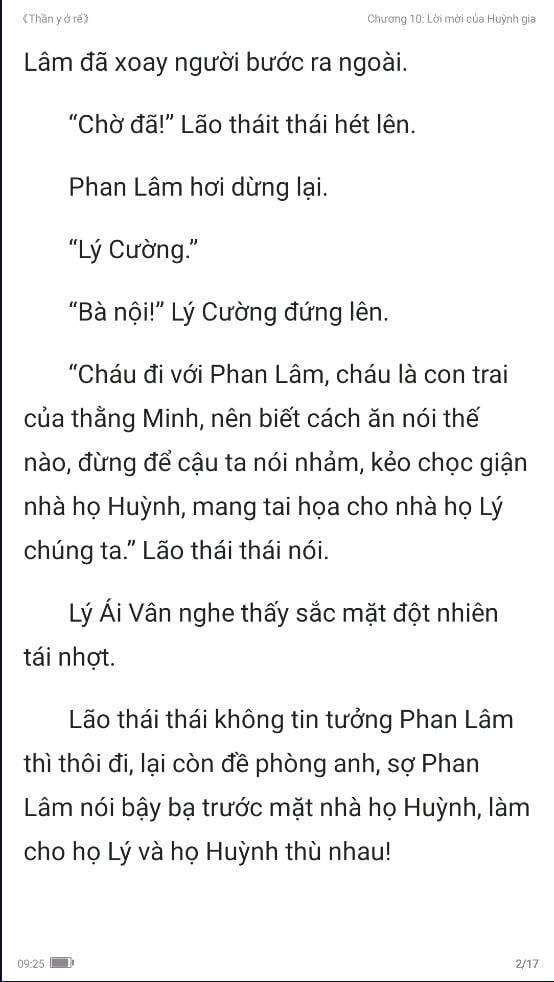 《Thần y ở rể》
Chương 10: Lời mời của Huỳnh gia
Lâm đã xoay người bước ra ngoài.
“Chờ đã!” Lão tháit thái hét lên.
Phan Lâm hơi dừng lại.
“Lý Cường.”
“Bà nội!” Lý Cường đứng lên.
“Cháu đi với Phan Lâm, cháu là con trai
của thằng Minh, nên biết cách ăn nói thế
nào, đừng để cậu ta nói nhảm, kẻo chọc giận
nhà họ Huỳnh, mang tai họa cho nhà họ Lý
chúng ta.” Lão thái thái nói.
Lý Ái Vân nghe thấy sắc mặt đột nhiên
tái nhợt.
Lão thái thái không tin tưởng Phan Lâm
thì thôi đi, lại còn đề phòng anh, sợ Phan
Lâm nói bậy bạ trước mặt nhà họ Huỳnh, làm
cho họ Lý và họ Huỳnh thù nhau!
09:25
2/17